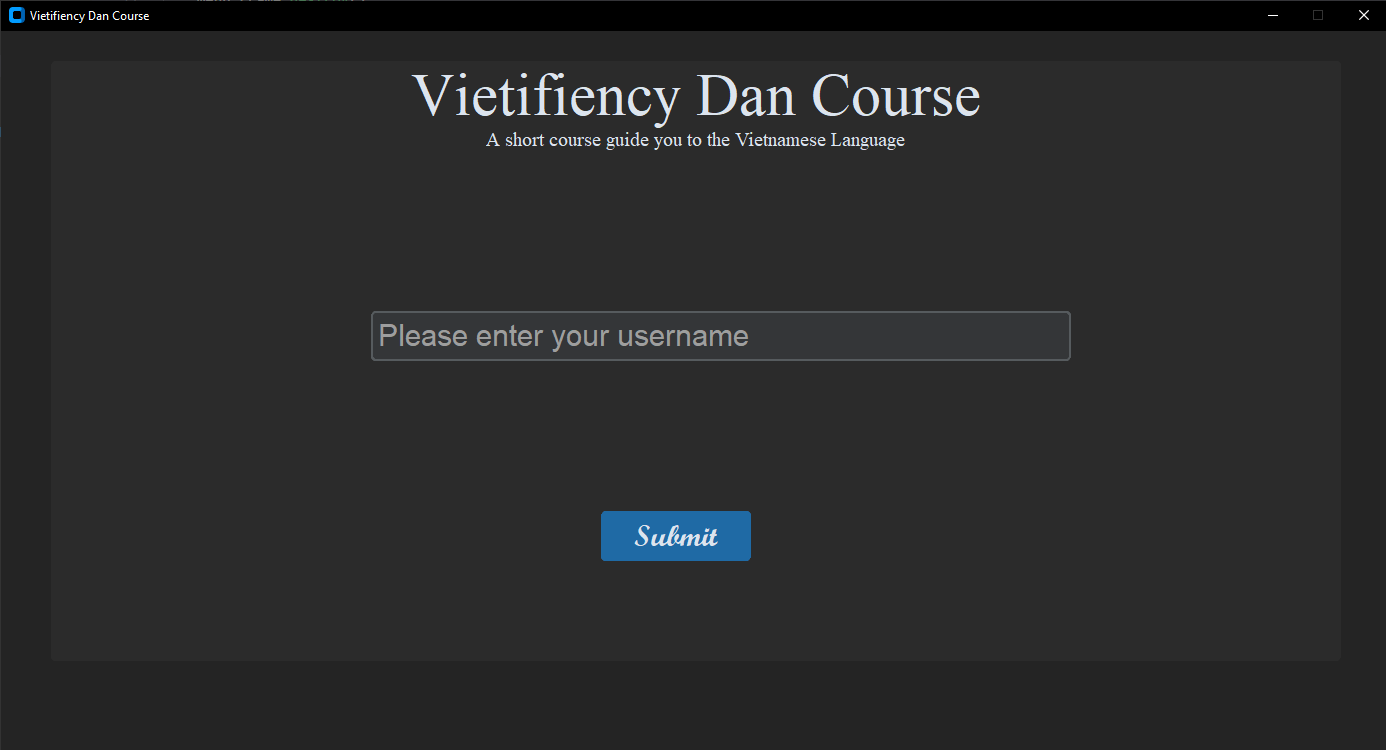 Vietifiency Dan Course
Vietifiency Dan Course
A short course guide you to the Vietnamese Language
Please enter your username
Submit